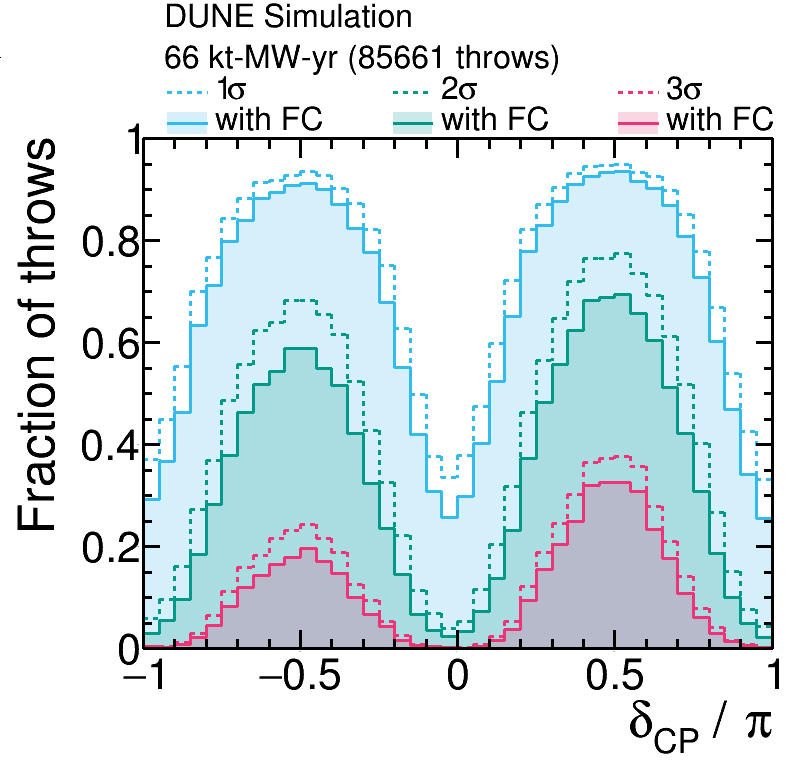 DUNE Simulation
66 kt-MW-yr (85661 throws)
1σ 2σ 3σ
with FC with FC with FC
Fraction of throws
1
0.8
0.6
0.4
0.2
0
−1 −0.5 0 0.5 1
δCP / π